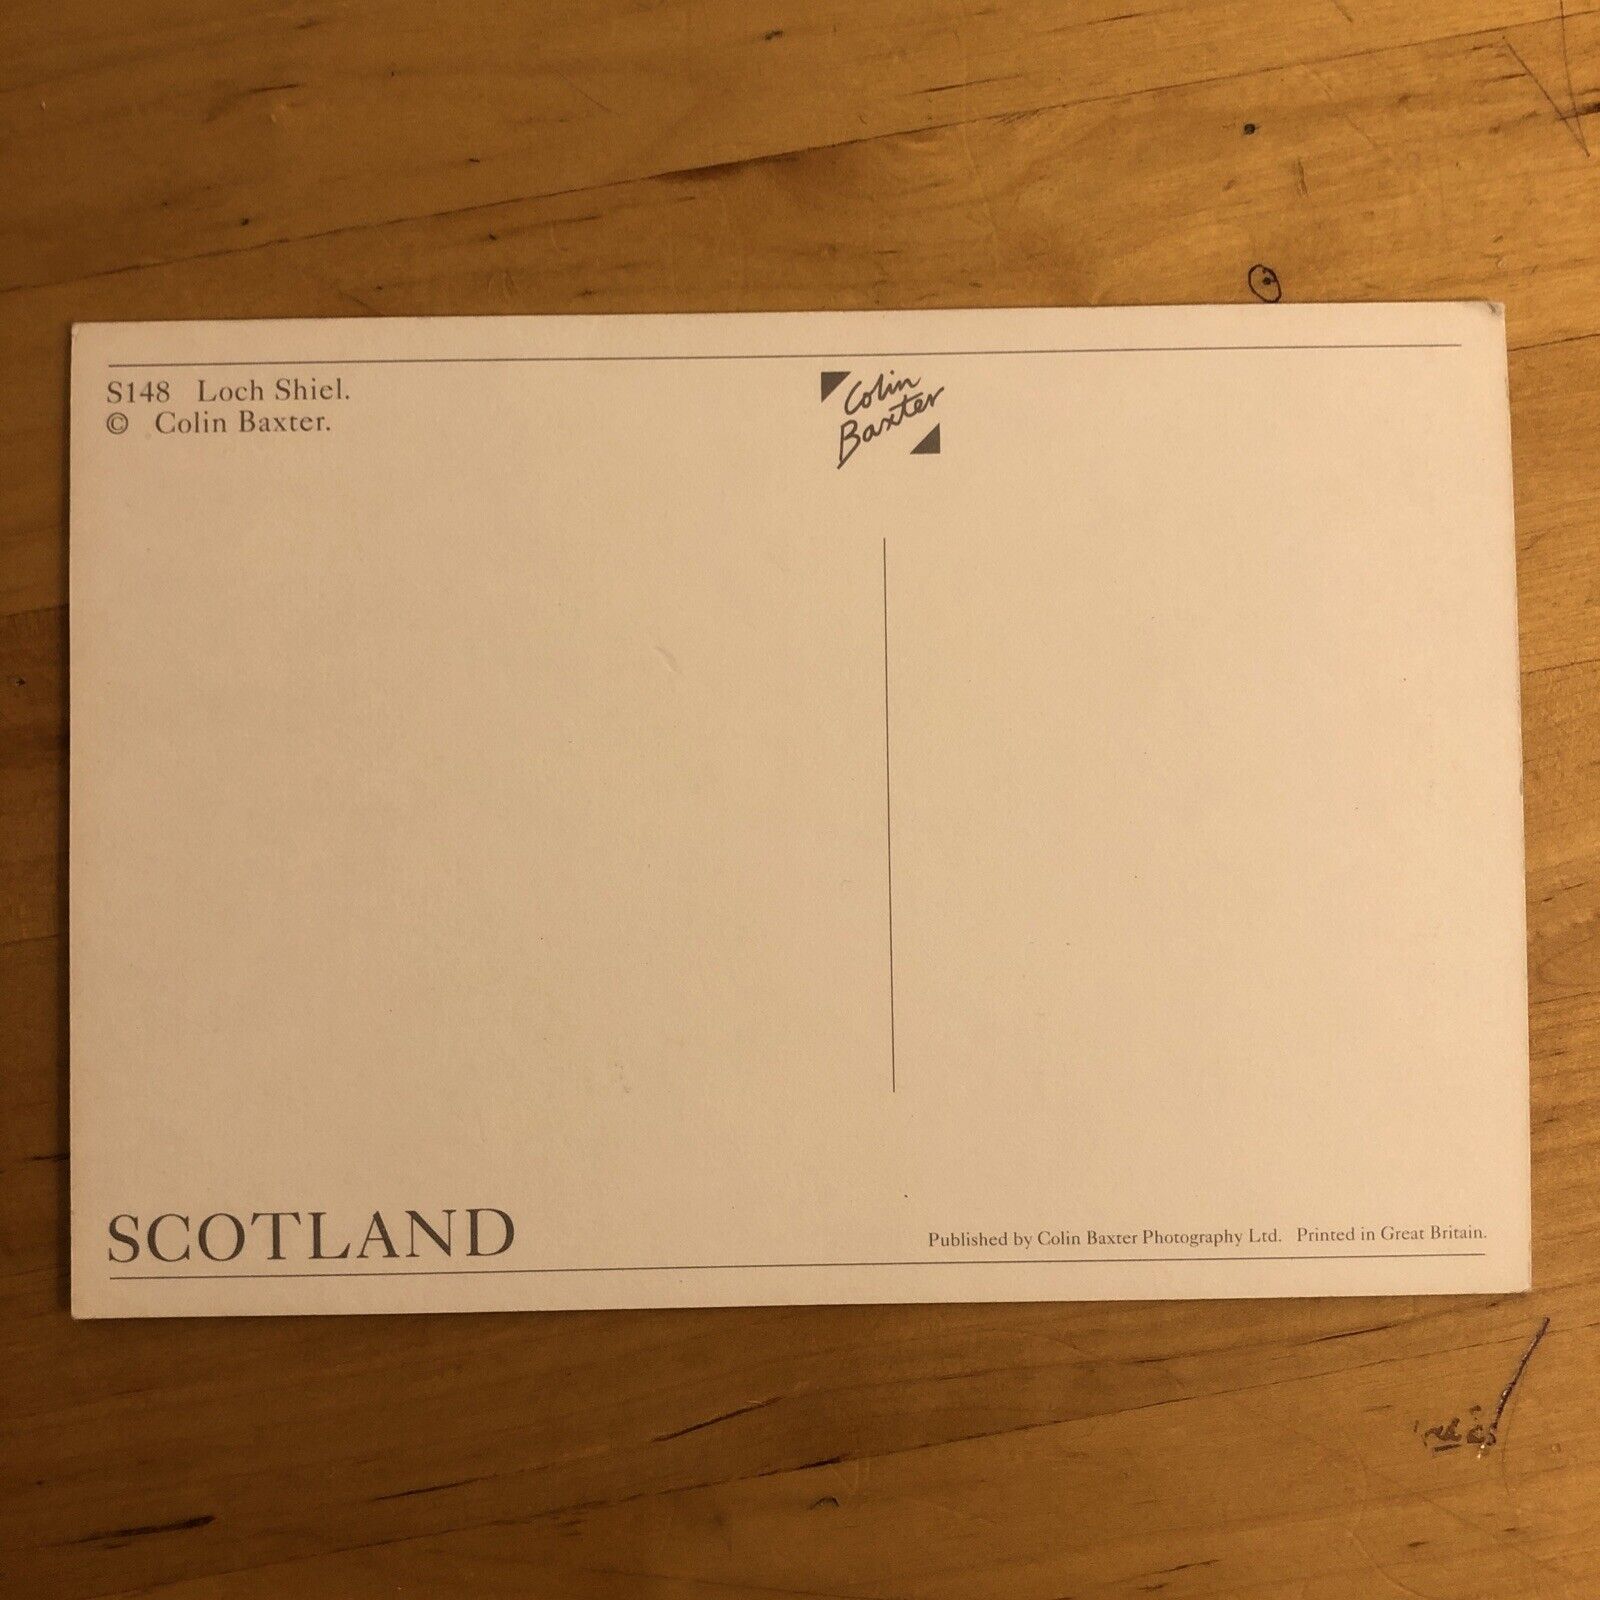 S148 Loch Shiel.
© Colin Baxter.
Colin
Baxter
SCOTLAND
Published by Colin Baxter Photography Ltd. Printed in Great Britain.